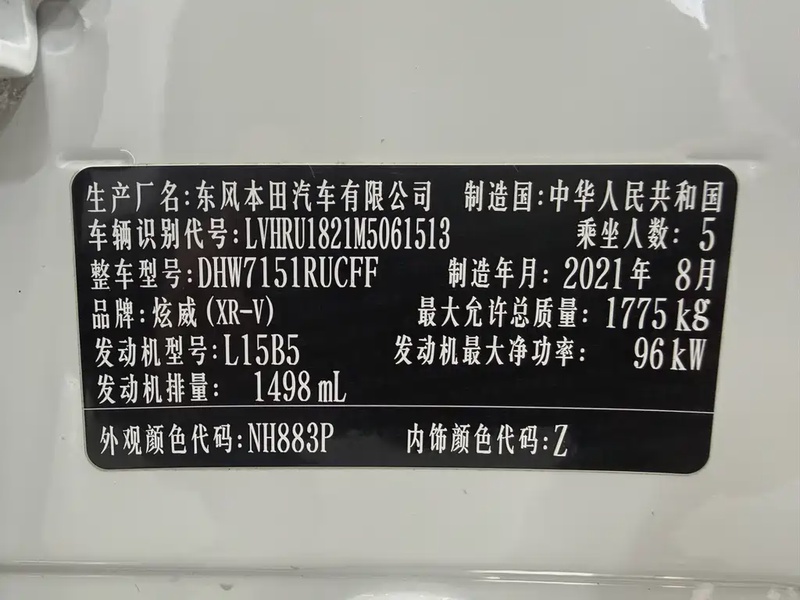 生产厂名:东风本田汽车有限公司 制造国:中华人民共和国
车辆识别代号:LVHRU1821M5061513 乘坐人数: 5
整车型号:DHW7151RUCFF 制造年月: 2021年 8月
品牌:炫威(XR-V) 最大允许总质量: 1775kg
发动机型号:L15B5 发动机最大净功率: 96kW
发动机排量: 1498mL
外观颜色代码:NH883P 内饰颜色代码:Z